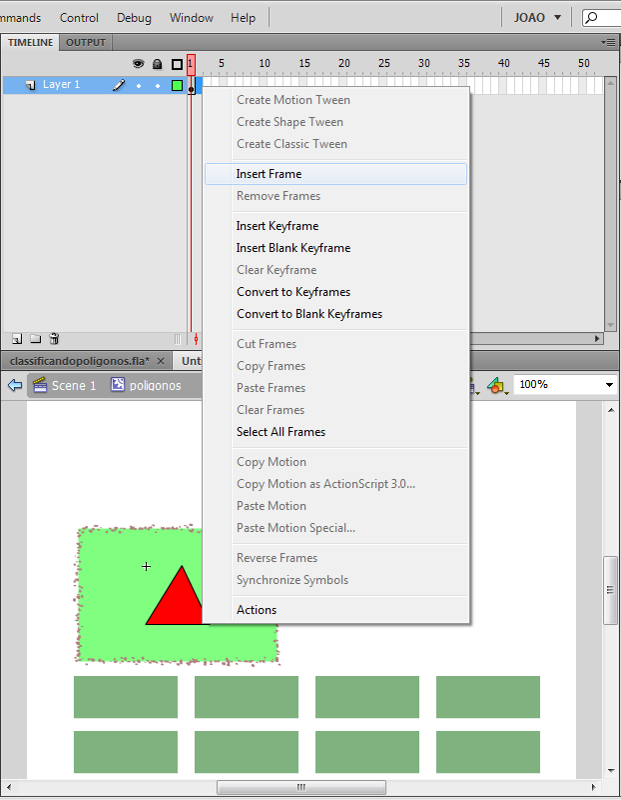 mmands Control Debug Window Help JOAO
TIMELINE OUTPUT
1 5 10 15 20 25 30 35 40 45 50
Layer 1
Create Motion Tween
Create Shape Tween
Create Classic Tween
Insert Frame
Remove Frames
Insert Keyframe
Insert Blank Keyframe
Clear Keyframe
Convert to Keyframes
Convert to Blank Keyframes
Cut Frames
Copy Frames
Paste Frames
Clear Frames
Select All Frames
Copy Motion
Copy Motion as ActionScript 3.0...
Paste Motion
Paste Motion Special...
Reverse Frames
Synchronize Symbols
Actions
classificandopoligonos.fla* Unt
Scene 1 poligonos 100%